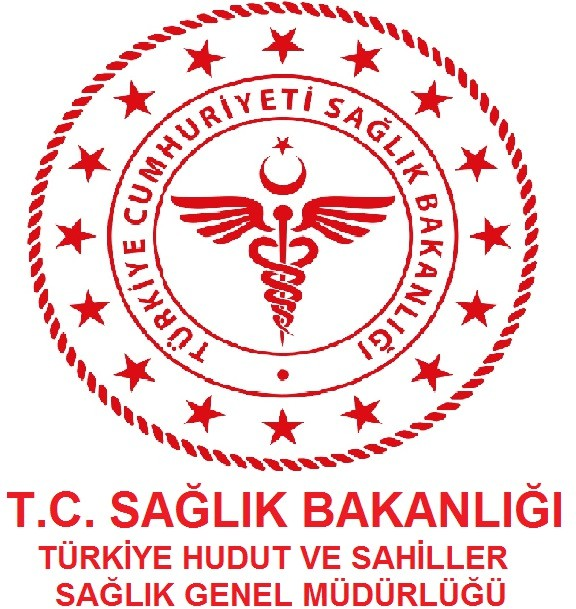 TÜRKİYE CUMHURİYETİ SAĞLIK BAKANLIĞI
T.C. SAĞLIK BAKANLIĞI
TÜRKİYE HUDUT VE SAHİLLER
SAĞLIK GENEL MÜDÜRLÜĞÜ